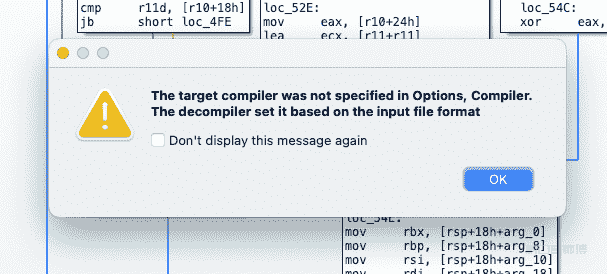 cmp r11d, [r10+18h]
jb short loc_4FE
loc_52E:
mov eax, [r10+24h]
lea ecx, [r11+r11]
loc_54C:
xor eax,
The target compiler was not specified in Options, Compiler.
The decompiler set it based on the input file format
Don't display this message again
OK
mov rbx, [rsp+18h+arg_0]
mov rbp, [rsp+18h+arg_8]
mov rsi, [rsp+18h+arg_10]